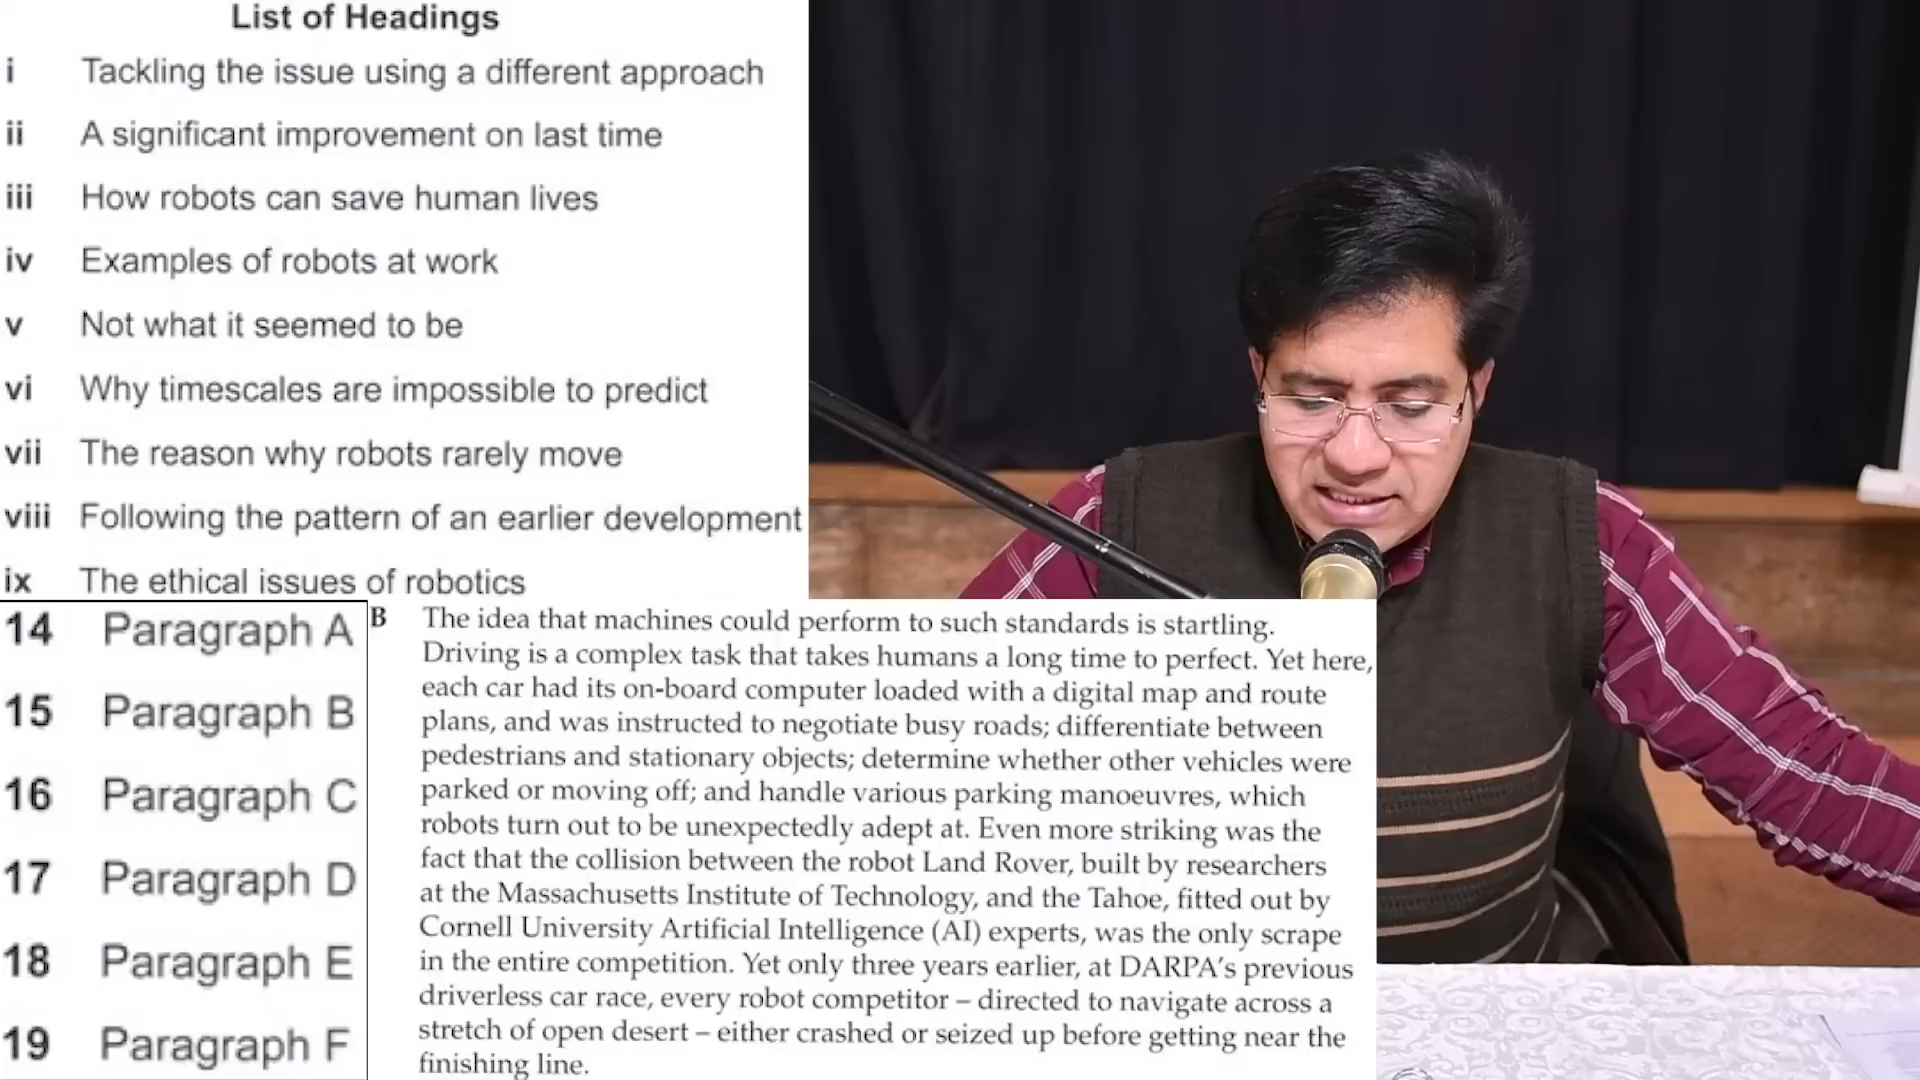 List of Headings
i Tackling the issue using a different approach
ii A significant improvement on last time
iii How robots can save human lives
iv Examples of robots at work
v Not what it seemed to be
vi Why timescales are impossible to predict
vii The reason why robots rarely move
viii Following the pattern of an earlier development
ix The ethical issues of robotics
14 Paragraph A
15 Paragraph B
16 Paragraph C
17 Paragraph D
18 Paragraph E
19 Paragraph F
B The idea that machines could perform to such standards is startling.
Driving is a complex task that takes humans a long time to perfect. Yet here,
each car had its on-board computer loaded with a digital map and route
plans, and was instructed to negotiate busy roads; differentiate between
pedestrians and stationary objects; determine whether other vehicles were
parked or moving off; and handle various parking manoeuvres, which
robots turn out to be unexpectedly adept at. Even more striking was the
fact that the collision between the robot Land Rover, built by researchers
at the Massachusetts Institute of Technology, and the Tahoe, fitted out by
Cornell University Artificial Intelligence (AI) experts, was the only scrape
in the entire competition. Yet only three years earlier, at DARPA's previous
driverless car race, every robot competitor – directed to navigate across a
stretch of open desert – either crashed or seized up before getting near the
finishing line.